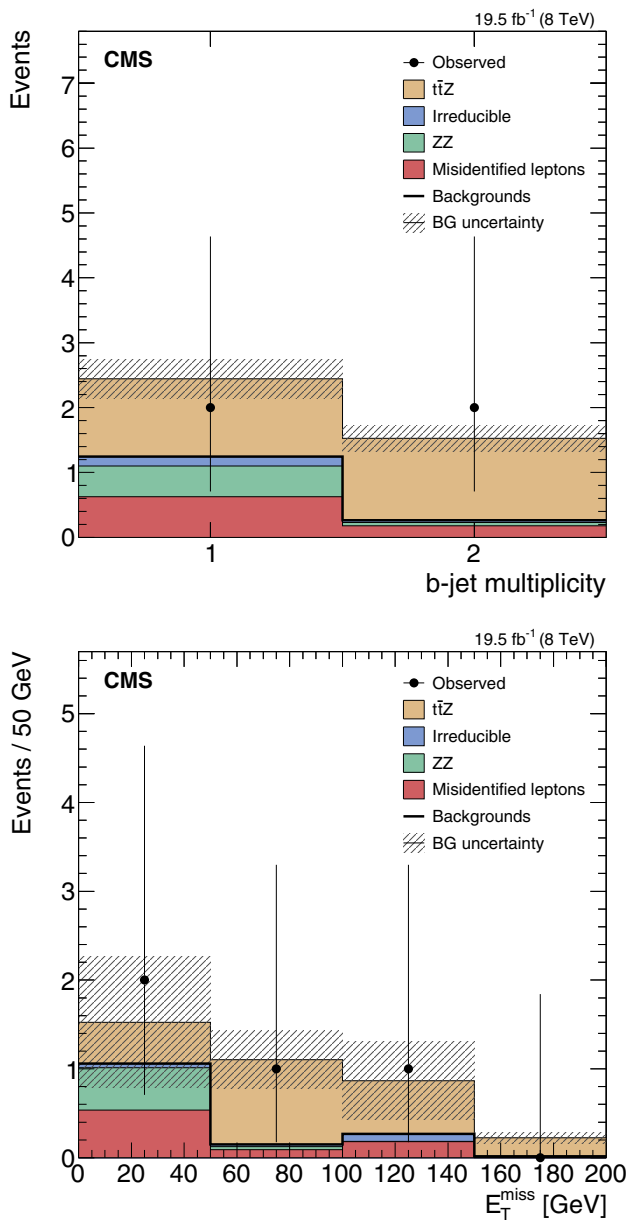 19.5 fb⁻¹ (8 TeV)
Events
CMS
Observed
tt̄Z
Irreducible
ZZ
Misidentified leptons
Backgrounds
BG uncertainty
7
6
5
4
3
2
1
0
1 2
b-jet multiplicity
19.5 fb⁻¹ (8 TeV)
Events / 50 GeV
CMS
Observed
tt̄Z
Irreducible
ZZ
Misidentified leptons
Backgrounds
BG uncertainty
5
4
3
2
1
0
0 20 40 60 80 100 120 140 160 180 200
E_T^miss [GeV]